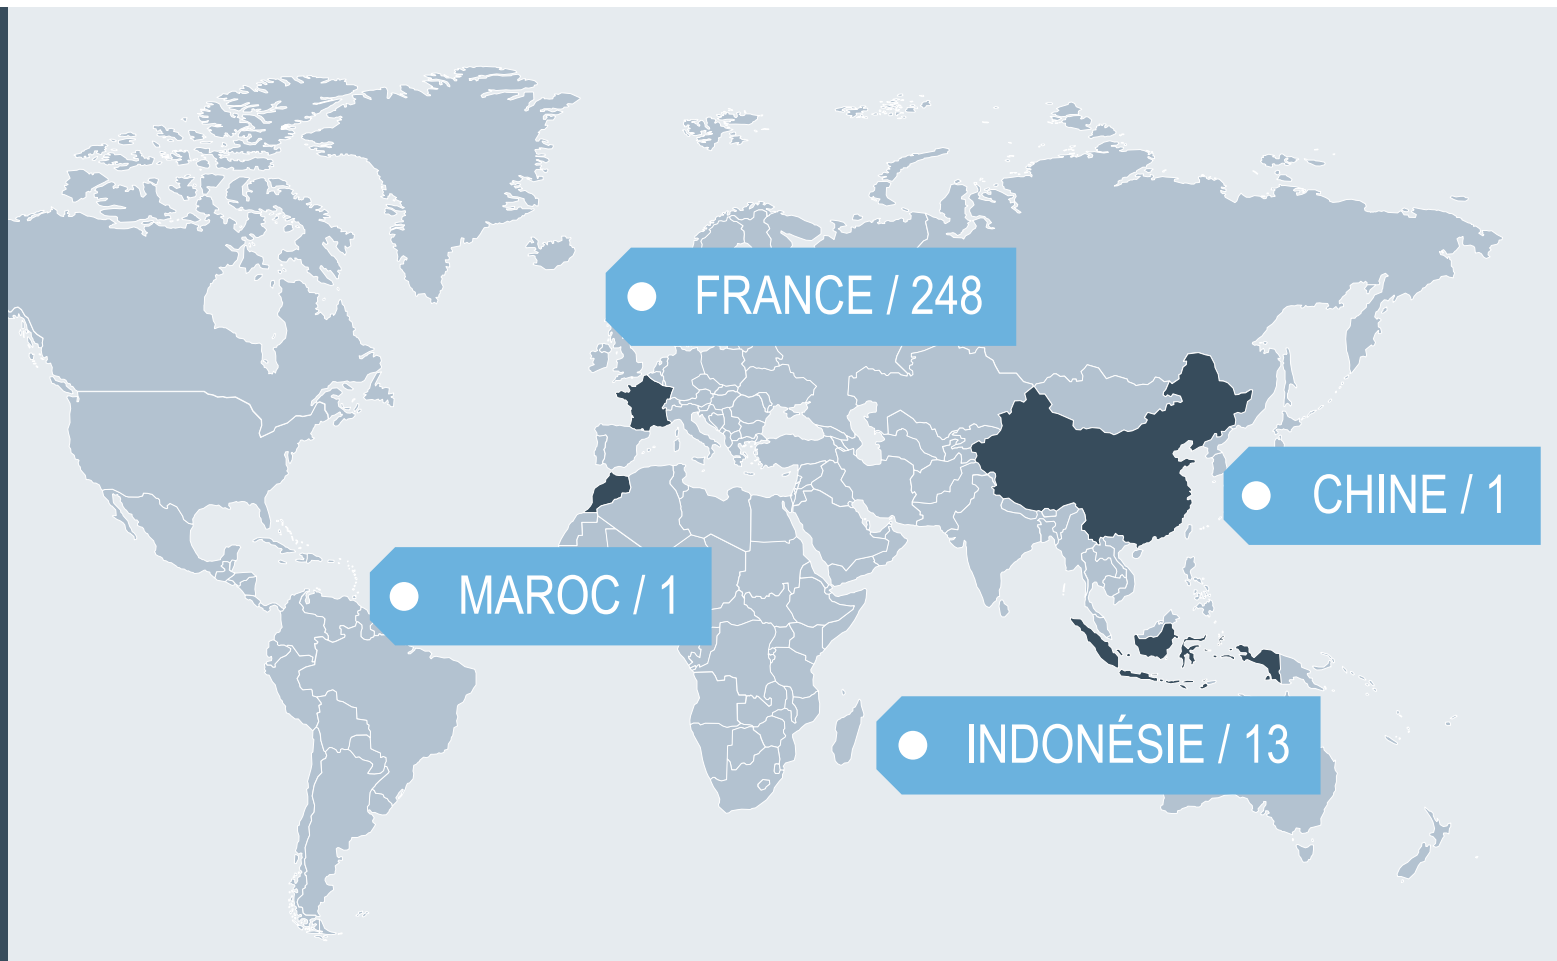 FRANCE / 248
CHINE / 1
MAROC / 1
INDONÉSIE / 13